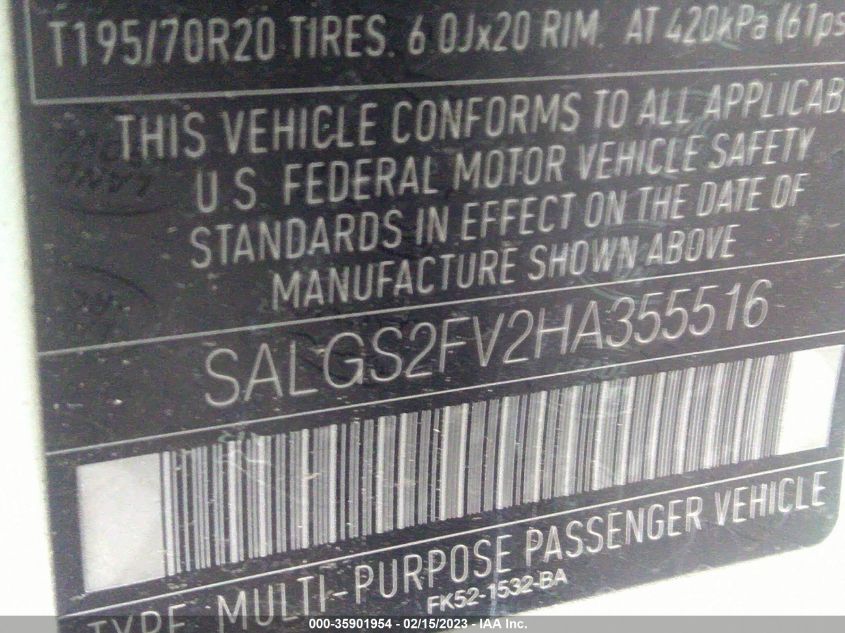 T195/70R20 TIRES. 6.0Jx20 RIM. AT 420kPa (61ps
THIS VEHICLE CONFORMS TO ALL APPLICAB
U.S. FEDERAL MOTOR VEHICLE SAFETY
STANDARDS IN EFFECT ON THE DATE OF
MANUFACTURE SHOWN ABOVE
SALGS2FV2HA355516
TYPE MULTI-PURPOSE PASSENGER VEHICLE
FK52-1532-BA
000-35901954 - 02/15/2023 - IAA Inc.